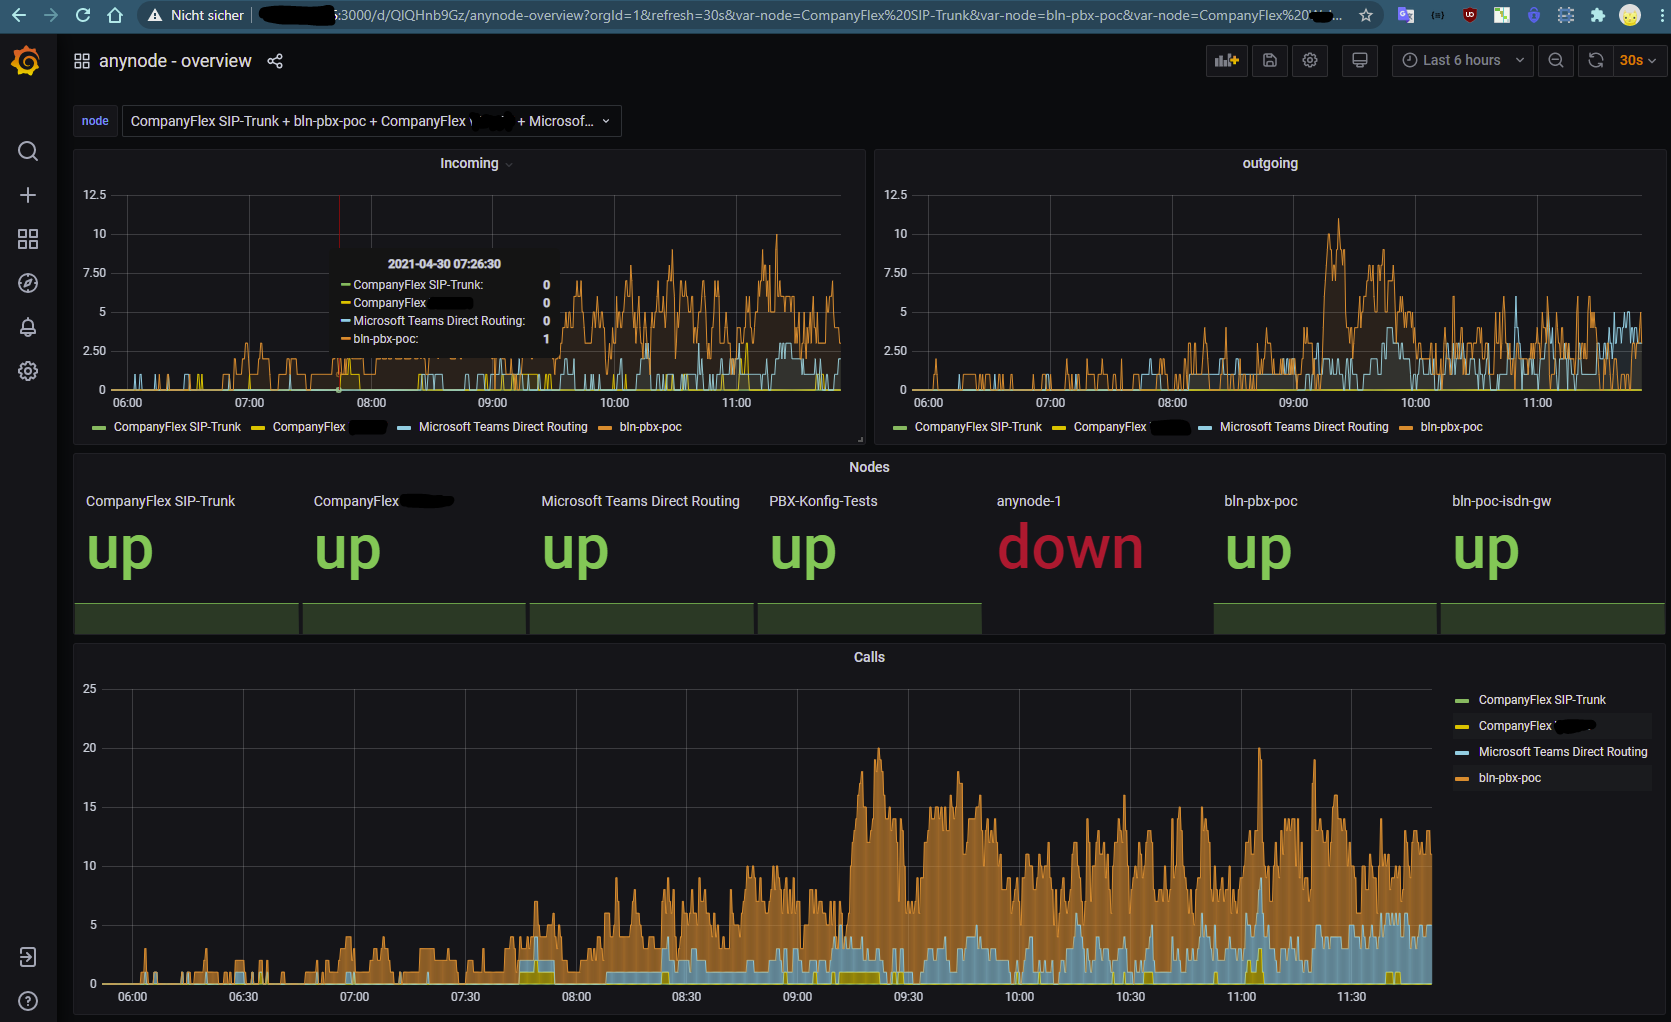 Nicht sicher
:3000/d/QlQHnb9Gz/anynode-overview?orgId=1&refresh=30s&var-node=CompanyFlex%20SIP-Trunk&var-node=bln-pbx-poc&var-node=CompanyFlex%20
anynode - overview
Last 6 hours
30s
node
CompanyFlex SIP-Trunk + bln-pbx-poc + CompanyFlex + Microsof...
Incoming
12.5
10
7.50
5
2.50
0
06:00 07:00 08:00 09:00 10:00 11:00
2021-04-30 07:26:30
CompanyFlex SIP-Trunk: 0
CompanyFlex 0
Microsoft Teams Direct Routing: 0
bln-pbx-poc: 1
CompanyFlex SIP-Trunk CompanyFlex Microsoft Teams Direct Routing bln-pbx-poc
outgoing
12.5
10
7.50
5
2.50
0
06:00 07:00 08:00 09:00 10:00 11:00
CompanyFlex SIP-Trunk CompanyFlex Microsoft Teams Direct Routing bln-pbx-poc
Nodes
CompanyFlex SIP-Trunk
up
CompanyFlex
up
Microsoft Teams Direct Routing
up
PBX-Konfig-Tests
up
anynode-1
down
bln-pbx-poc
up
bln-poc-isdn-gw
up
Calls
25
20
15
10
5
0
06:00 06:30 07:00 07:30 08:00 08:30 09:00 09:30 10:00 10:30 11:00 11:30
CompanyFlex SIP-Trunk
CompanyFlex
Microsoft Teams Direct Routing
bln-pbx-poc